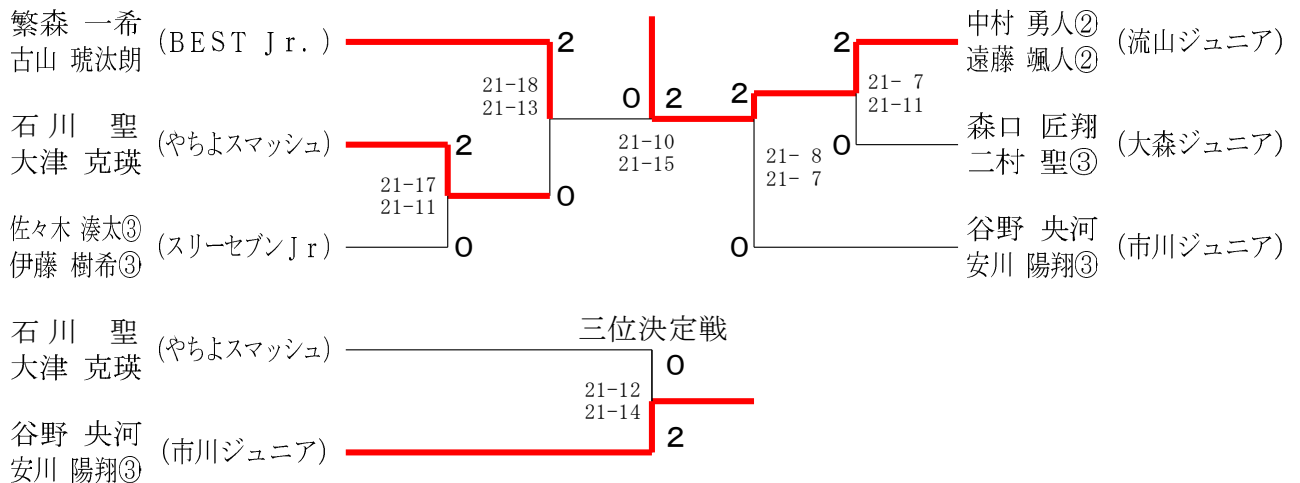 繁森 一希
古山 琥汰朗
(BEST Jr.)
2
21-18
21-13
石川 聖
大津 克瑛
(やちよスマッシュ)
2
21-17
21-11
0
佐々木 湊太③
伊藤 樹希③
(スリーセブンJr)
0
0
2
21-10
21-15
2
中村 勇人②
遠藤 颯人②
(流山ジュニア)
2
21- 7
21-11
森口 匠翔
二村 聖③
(大森ジュニア)
0
21- 8
21- 7
谷野 央河
安川 陽翔③
(市川ジュニア)
0
三位決定戦
石川 聖
大津 克瑛
(やちよスマッシュ)
0
21-12
21-14
谷野 央河
安川 陽翔③
(市川ジュニア)
2